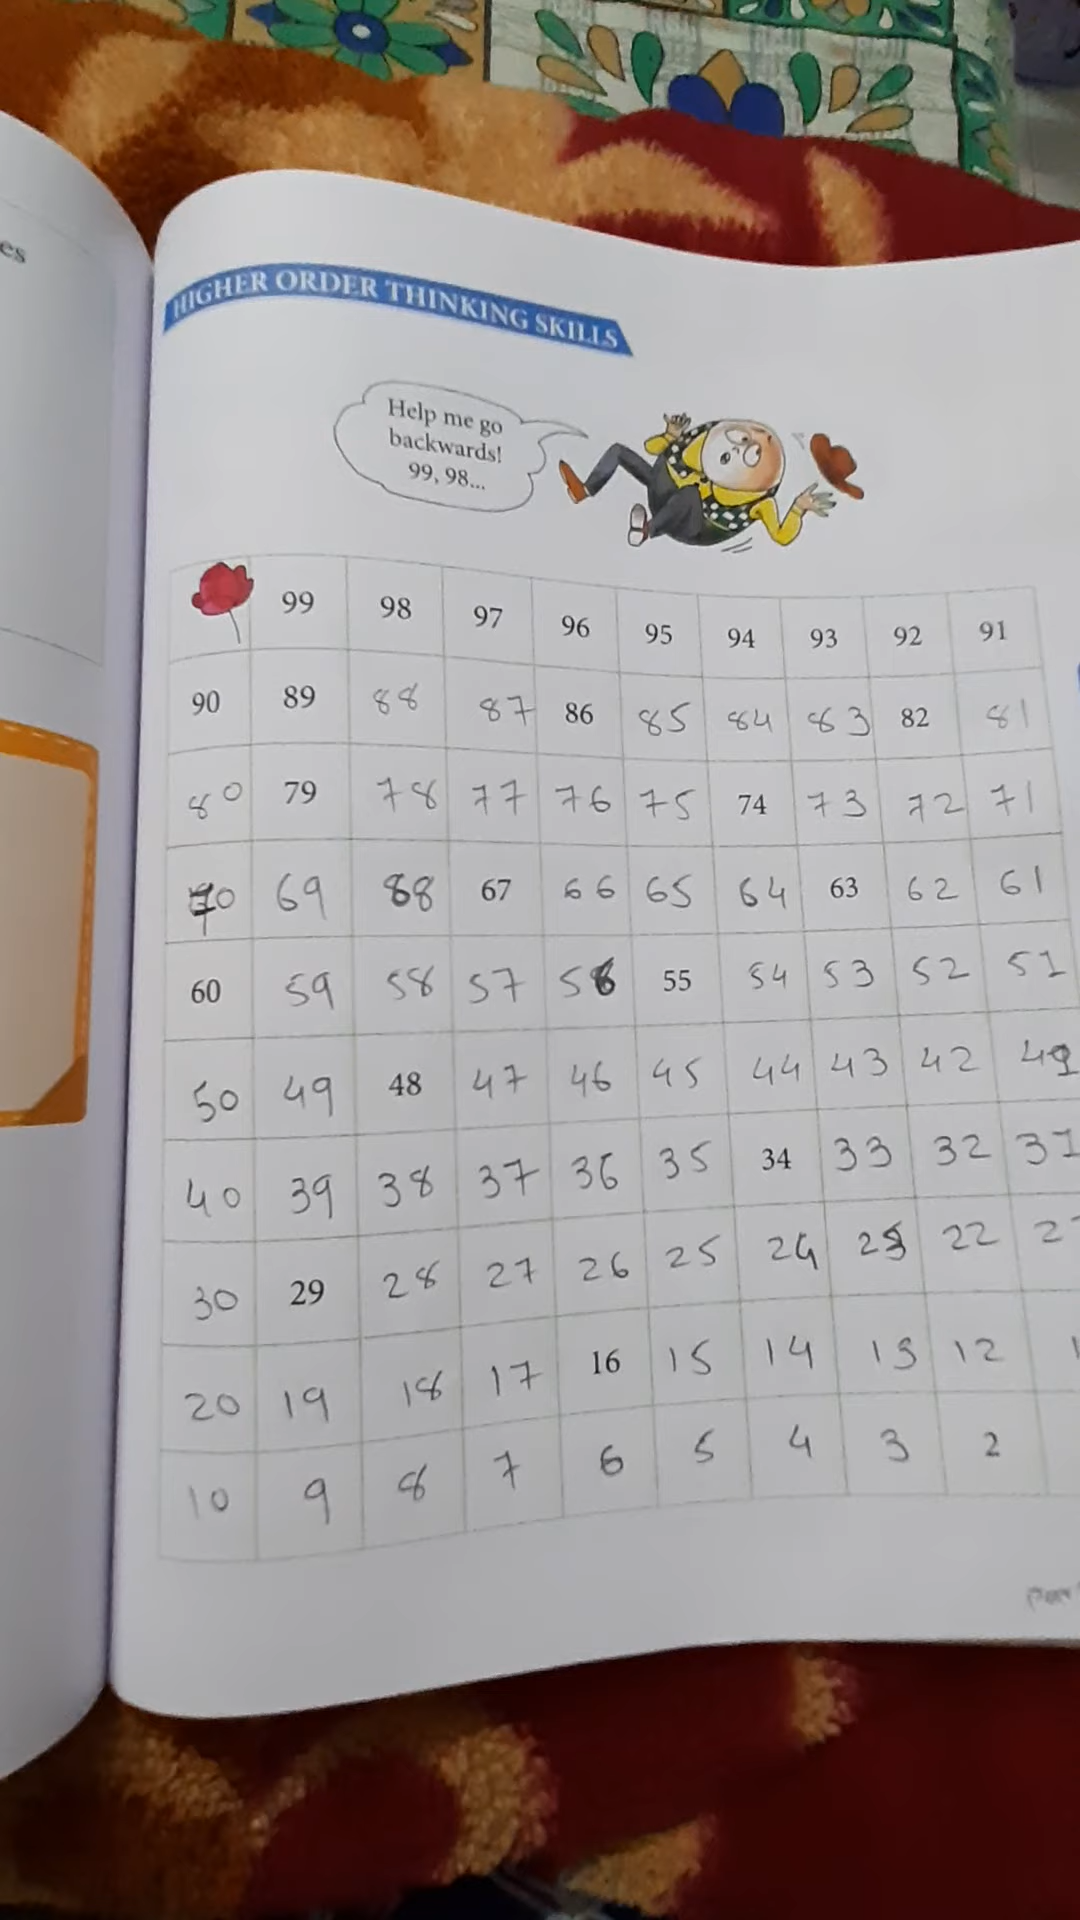 es
HIGHER ORDER THINKING SKILLS
Help me go
backwards!
99, 98...
99 98 97 96 95 94 93 92 91
90 89 88 87 86 85 84 83 82 81
80 79 78 77 76 75 74 73 72 71
70 69 68 67 66 65 64 63 62 61
60 59 58 57 56 55 54 53 52 51
50 49 48 47 46 45 44 43 42 41
40 39 38 37 36 35 34 33 32 31
30 29 28 27 26 25 24 23 22
20 19 18 17 16 15 14 13 12
10 9 8 7 6 5 4 3 2